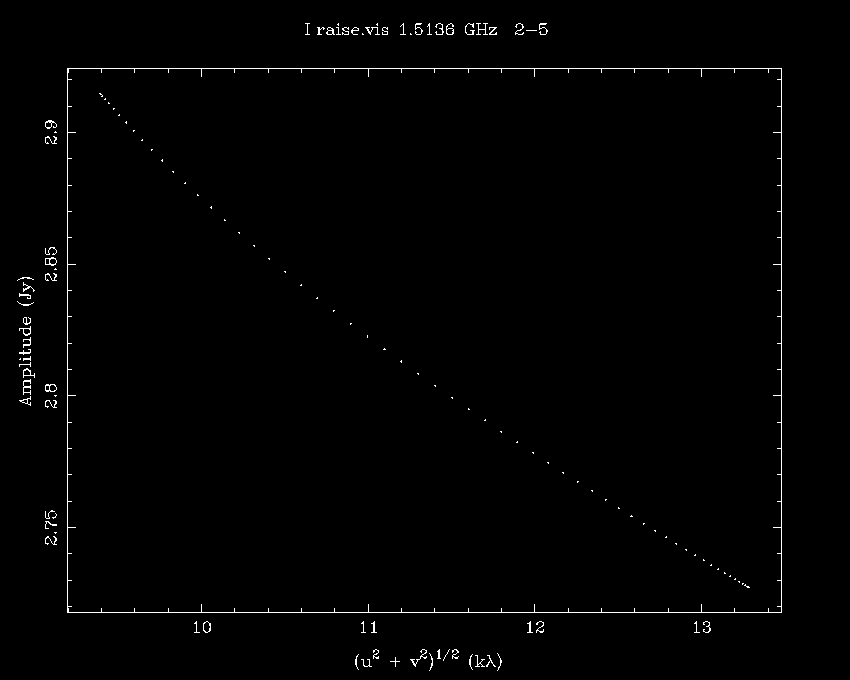 I raise.vis 1.5136 GHz 2-5
2.9
2.85
2.8
2.75
Amplitude (Jy)
10 11 12 13
(u² + v²)^1/2 (kλ)